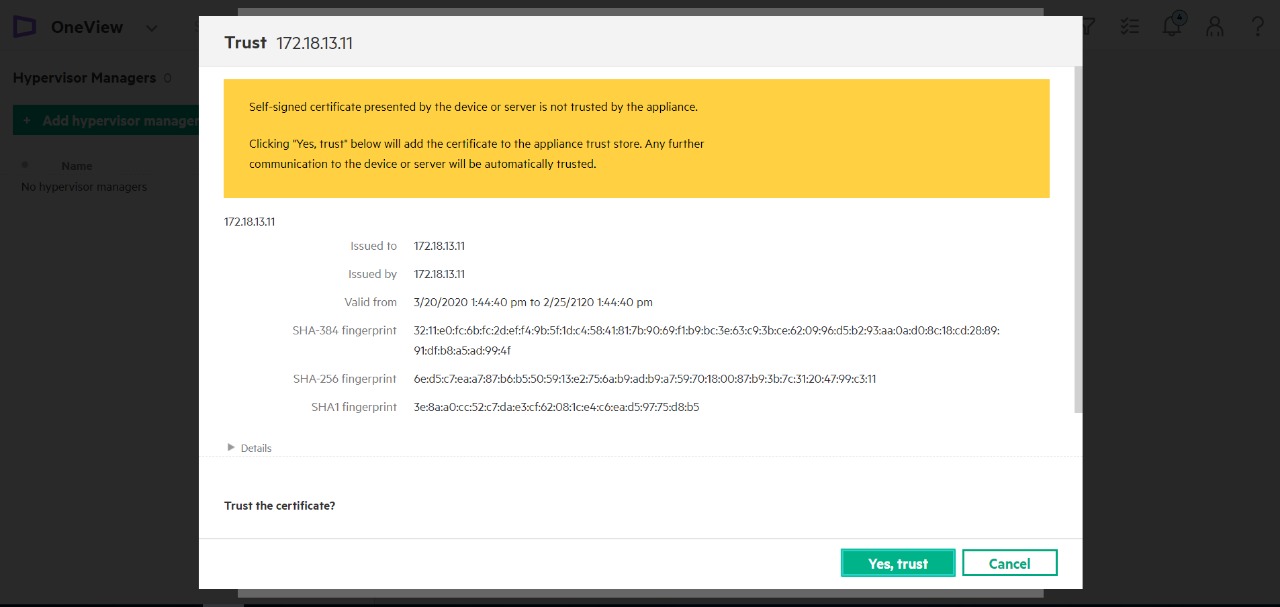 OneView
4
?
Hypervisor Managers 0
+ Add hypervisor manager
Name
No hypervisor managers
Trust 172.18.13.11
Self-signed certificate presented by the device or server is not trusted by the appliance.
Clicking "Yes, trust" below will add the certificate to the appliance trust store. Any further
communication to the device or server will be automatically trusted.
172.18.13.11
Issued to 172.18.13.11
Issued by 172.18.13.11
Valid from 3/20/2020 1:44:40 pm to 2/25/2120 1:44:40 pm
SHA-384 fingerprint 32:11:e0:fc:6b:fc:2d:ef:f4:9b:5f:1d:c4:58:41:81:7b:90:69:f1:b9:bc:3e:63:c9:3b:ce:62:09:96:d5:b2:93:aa:0a:d0:8c:18:cd:28:89:
91:df:b8:a5:ad:99:4f
SHA-256 fingerprint 6e:d5:c7:ea:a7:87:b6:b5:50:59:13:e2:75:6a:b9:ad:b9:a7:59:70:18:00:87:b9:3b:7c:31:20:47:99:c3:11
SHA1 fingerprint 3e:8a:a0:cc:52:c7:da:e3:cf:62:08:1c:e4:c6:ea:d5:97:75:d8:b5
Details
Trust the certificate?
Yes, trust
Cancel